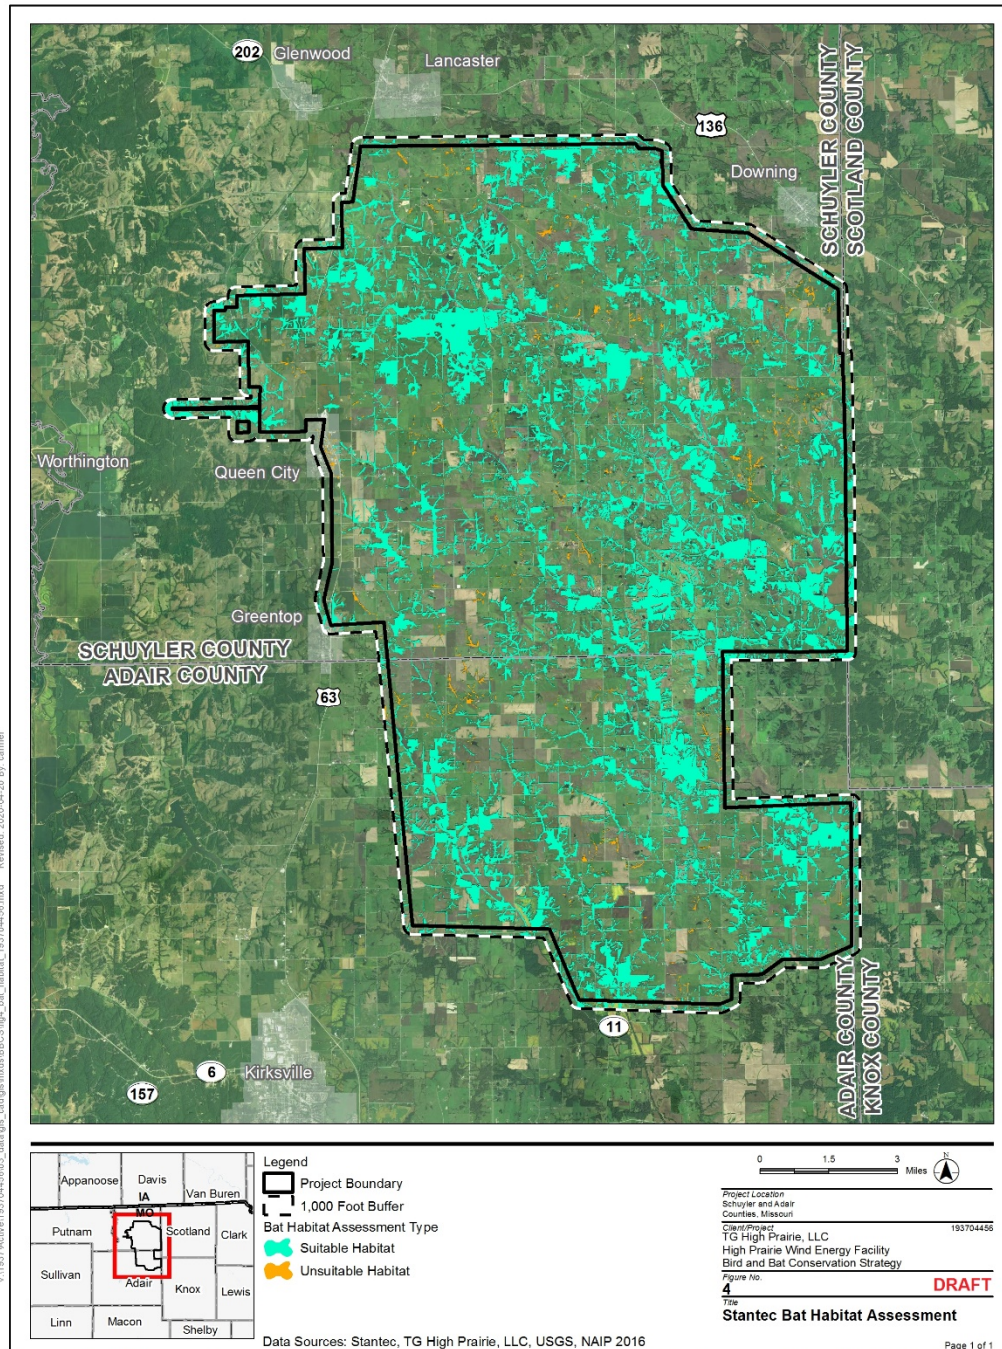 202
Glenwood
Lancaster
136
Downing
SCHUYLER COUNTY
SCOTLAND COUNTY
Worthington
Queen City
Greentop
SCHUYLER COUNTY
ADAIR COUNTY
63
11
6
Kirksville
157
ADAIR COUNTY
KNOX COUNTY
Appanoose
Davis
IA
Van Buren
MO
Putnam
Scotland
Clark
Sullivan
Adair
Knox
Lewis
Linn
Macon
Shelby
Legend
Project Boundary
1,000 Foot Buffer
Bat Habitat Assessment Type
Suitable Habitat
Unsuitable Habitat
Data Sources: Stantec, TG High Prairie, LLC, USGS, NAIP 2016
0 1.5 3
Miles
N
Project Location
Schuyler and Adair
Counties, Missouri
Client/Project 193704456
TG High Prairie, LLC
High Prairie Wind Energy Facility
Bird and Bat Conservation Strategy
Figure No.
4 DRAFT
Title
Stantec Bat Habitat Assessment
Page 1 of 1